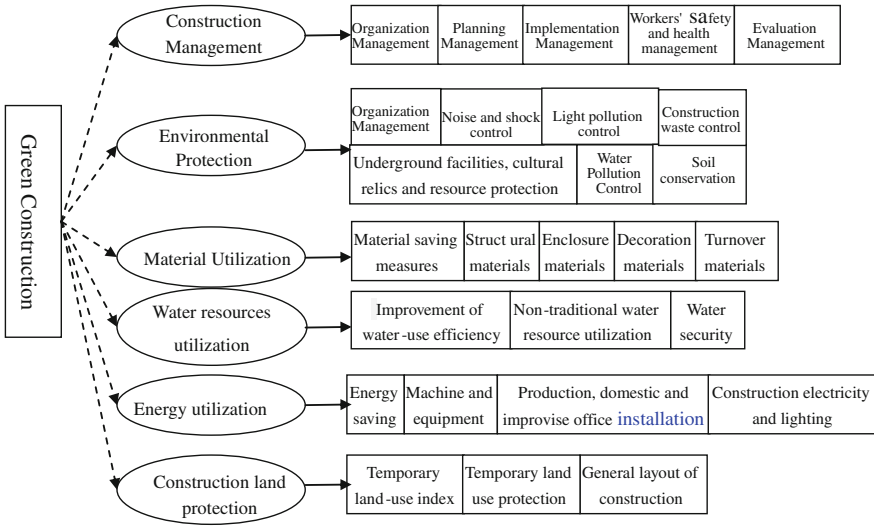 Green Construction
Construction
Management
Organization
Management
Planning
Management
Implementation
Management
Workers' safety
and health
management
Evaluation
Management
Environmental
Protection
Organization
Management
Noise and shock
control
Light pollution
control
Construction
waste control
Underground facilities, cultural
relics and resource protection
Water
Pollution
Control
Soil
conservation
Material Utilization
Material saving
measures
Struct ural
materials
Enclosure
materials
Decoration
materials
Turnover
materials
Water resources
utilization
Improvement of
water-use efficiency
Non-traditional water
resource utilization
Water
security
Energy utilization
Energy
saving
Machine and
equipment
Production, domestic and
improvise office installation
Construction electricity
and lighting
Construction land
protection
Temporary
land-use index
Temporary land
use protection
General layout of
construction